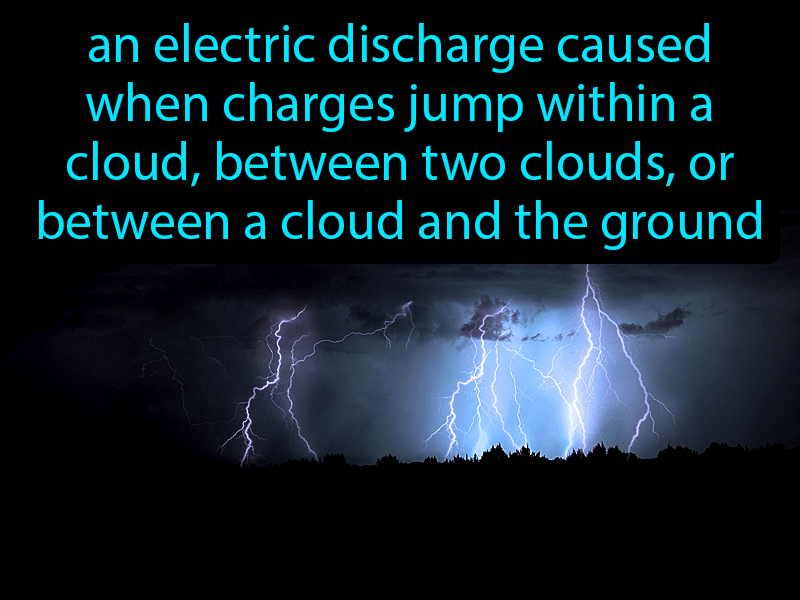 an electric discharge caused
when charges jump within a
cloud, between two clouds, or
between a cloud and the ground